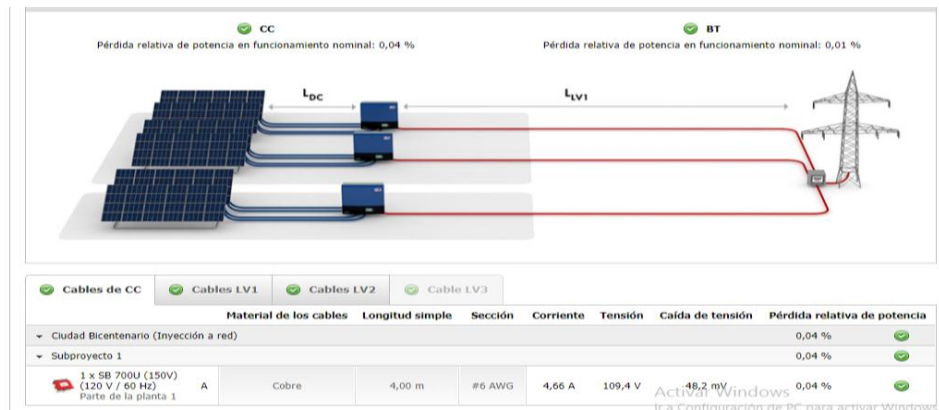 CC
Pérdida relativa de potencia en funcionamiento nominal: 0,04 %
BT
Pérdida relativa de potencia en funcionamiento nominal: 0,01 %
LDC
LLV1
Cables de CC
Cables LV1
Cables LV2
Cable LV3
Material de los cables Longitud simple Sección Corriente Tensión Caída de tensión Pérdida relativa de potencia
Ciudad Bicentenario (Inyección a red) 0,04 %
Subproyecto 1 0,04 %
1 x SB 700U (150V)
(120 V / 60 Hz) A Cobre 4,00 m #6 AWG 4,66 A 109,4 V 48,2 mV 0,04 %
Parte de la planta 1
Activar Windows
Ir a Configuración de PC para activar Windows